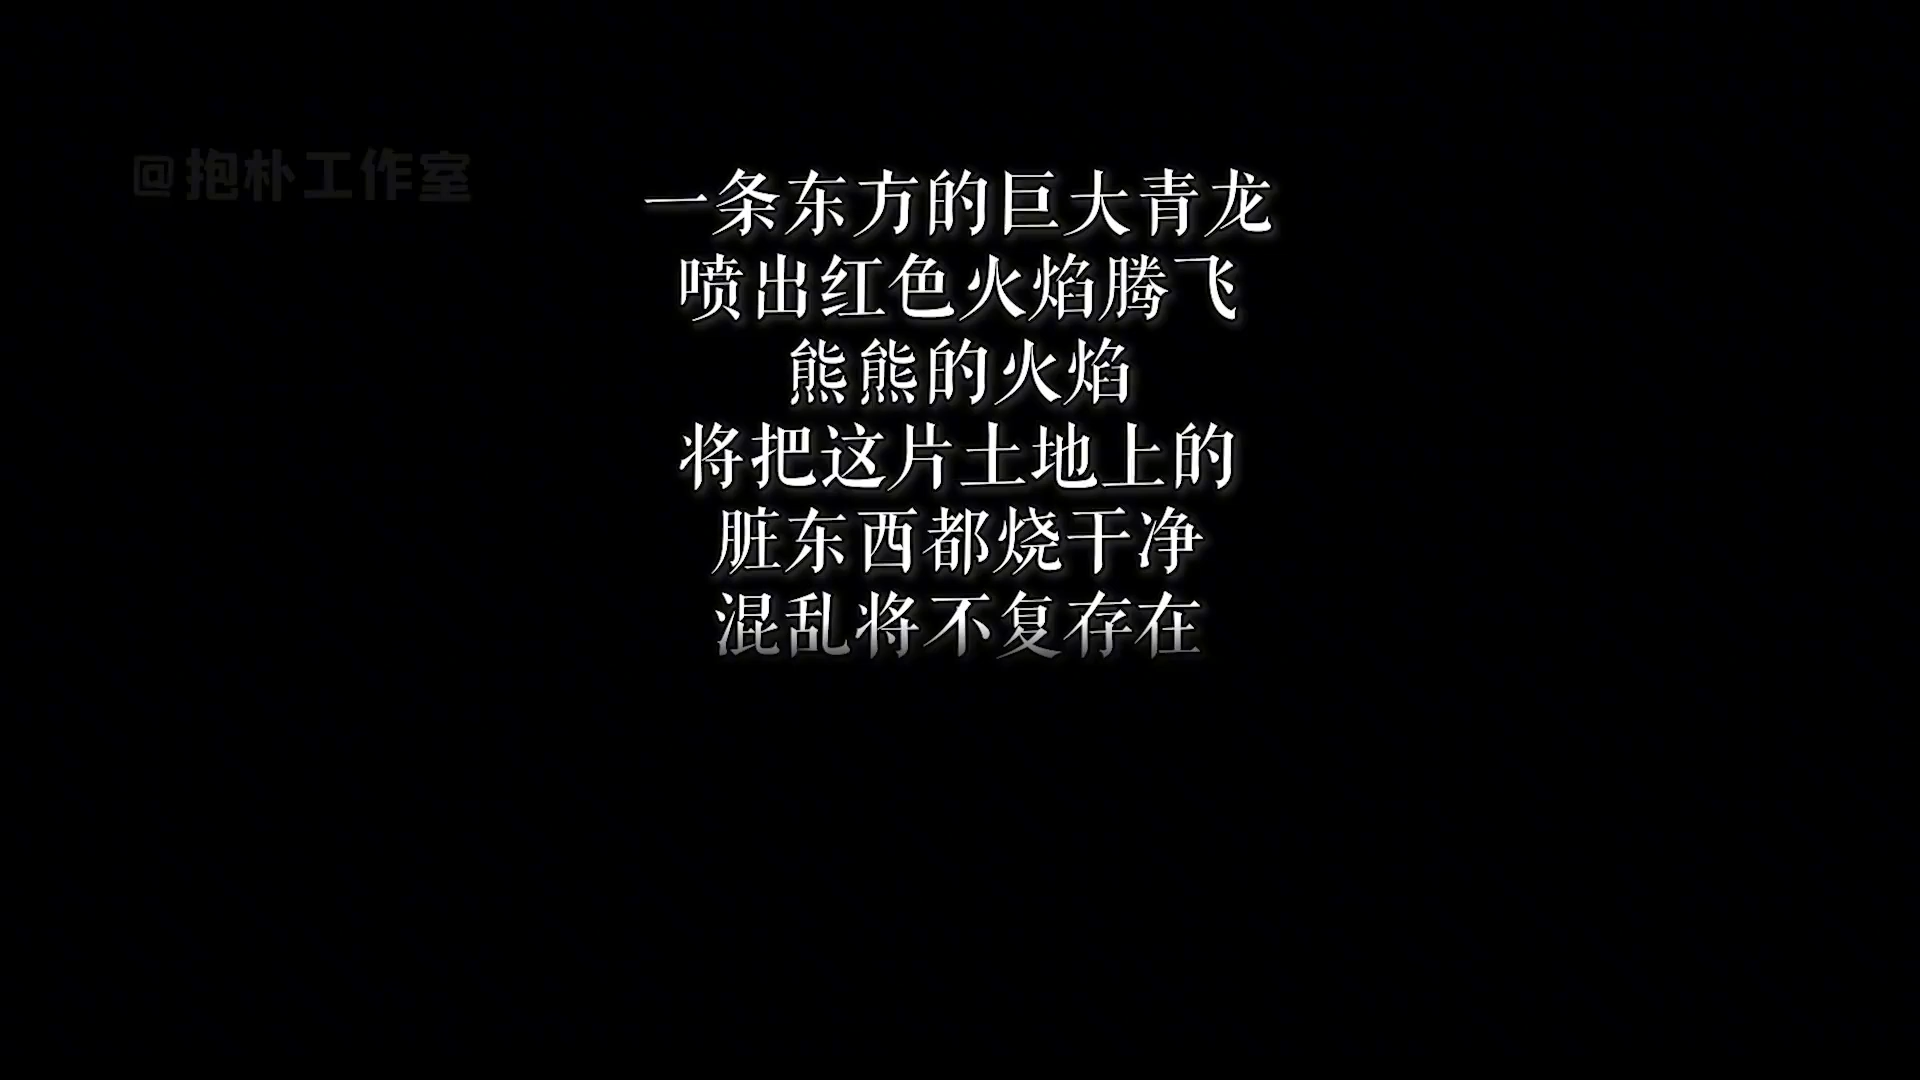 @抱朴工作室
一条东方的巨大青龙
喷出红色火焰腾飞
熊熊的火焰
将把这片土地上的
脏东西都烧干净
混乱将不复存在